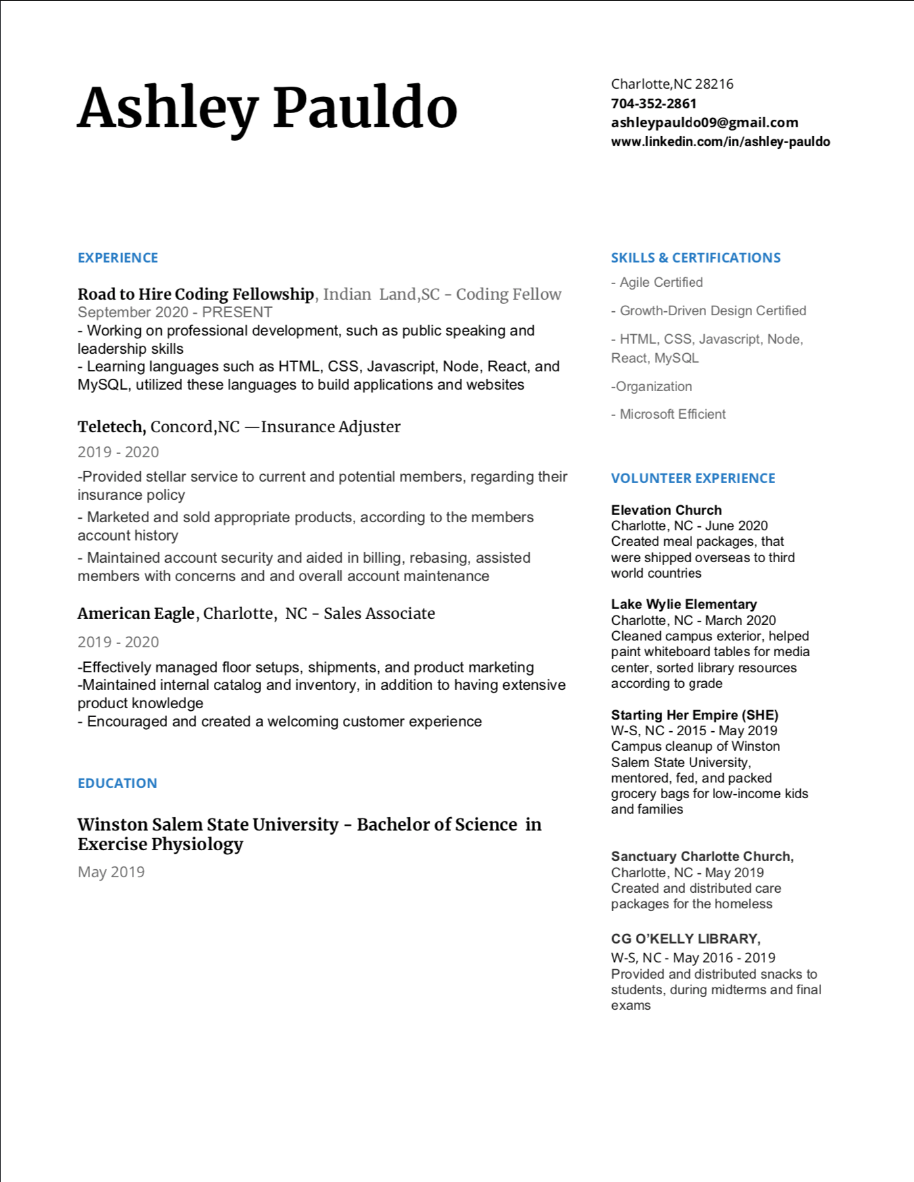 Ashley Pauldo
Charlotte,NC 28216
704-352-2861
ashleypauldo09@gmail.com
www.linkedin.com/in/ashley-pauldo
EXPERIENCE
Road to Hire Coding Fellowship, Indian  Land,SC - Coding Fellow
September 2020 - PRESENT
- Working on professional development, such as public speaking and
leadership skills
- Learning languages such as HTML, CSS, Javascript, Node, React, and
MySQL, utilized these languages to build applications and websites
Teletech, Concord,NC —Insurance Adjuster
2019 - 2020
-Provided stellar service to current and potential members, regarding their
insurance policy
- Marketed and sold appropriate products, according to the members
account history
- Maintained account security and aided in billing, rebasing, assisted
members with concerns and and overall account maintenance
American Eagle, Charlotte,  NC - Sales Associate
2019 - 2020
-Effectively managed floor setups, shipments, and product marketing
-Maintained internal catalog and inventory, in addition to having extensive
product knowledge
- Encouraged and created a welcoming customer experience
EDUCATION
Winston Salem State University - Bachelor of Science  in
Exercise Physiology
May 2019
SKILLS & CERTIFICATIONS
- Agile Certified
- Growth-Driven Design Certified
- HTML, CSS, Javascript, Node,
React, MySQL
-Organization
- Microsoft Efficient
VOLUNTEER EXPERIENCE
Elevation Church
Charlotte, NC - June 2020
Created meal packages, that
were shipped overseas to third
world countries
Lake Wylie Elementary
Charlotte, NC - March 2020
Cleaned campus exterior, helped
paint whiteboard tables for media
center, sorted library resources
according to grade
Starting Her Empire (SHE)
W-S, NC - 2015 - May 2019
Campus cleanup of Winston
Salem State University,
mentored, fed, and packed
grocery bags for low-income kids
and families
Sanctuary Charlotte Church,
Charlotte, NC - May 2019
Created and distributed care
packages for the homeless
CG O'KELLY LIBRARY,
W-S, NC - May 2016 - 2019
Provided and distributed snacks to
students, during midterms and final
exams